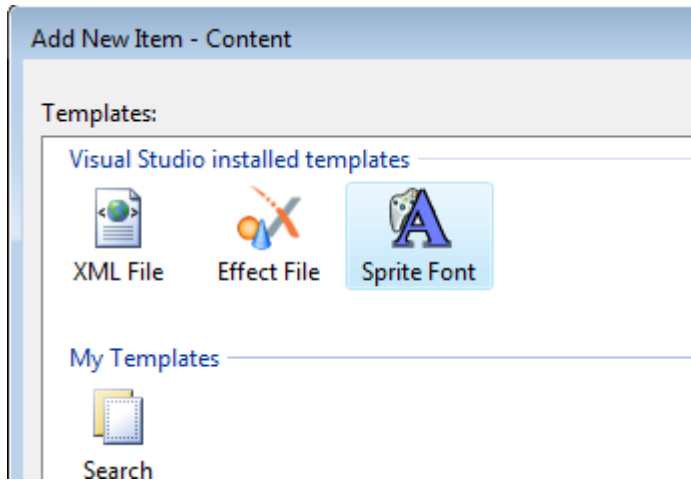 Add New Item - Content
Templates:
Visual Studio installed templates
XML File Effect File Sprite Font
My Templates
Search